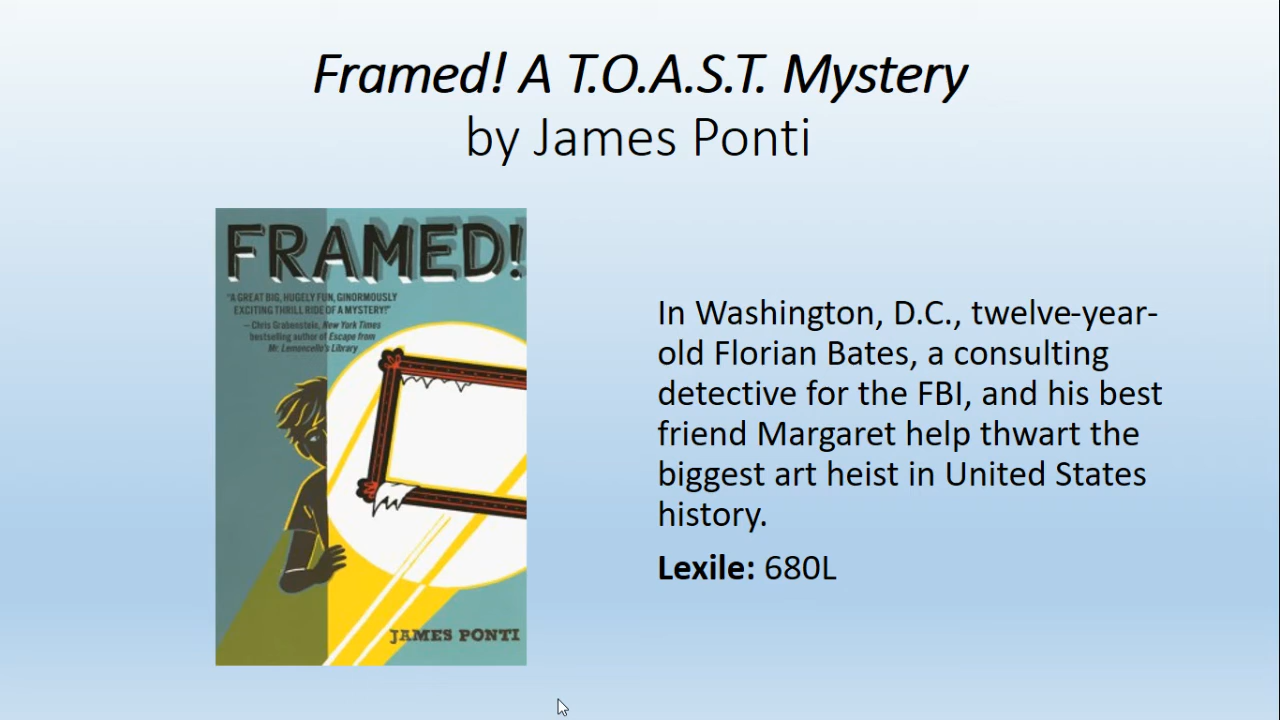 Framed! A T.O.A.S.T. Mystery
by James Ponti
FRAMED!
"A GREAT BIG, HUGELY FUN, GINORMOUSLY
EXCITING THRILL RIDE OF A MYSTERY!"
— Chris Grabenstein, New York Times
bestselling author of Escape from
Mr. Lemoncello's Library
JAMES PONTI
In Washington, D.C., twelve-year-
old Florian Bates, a consulting
detective for the FBI, and his best
friend Margaret help thwart the
biggest art heist in United States
history.
Lexile: 680L